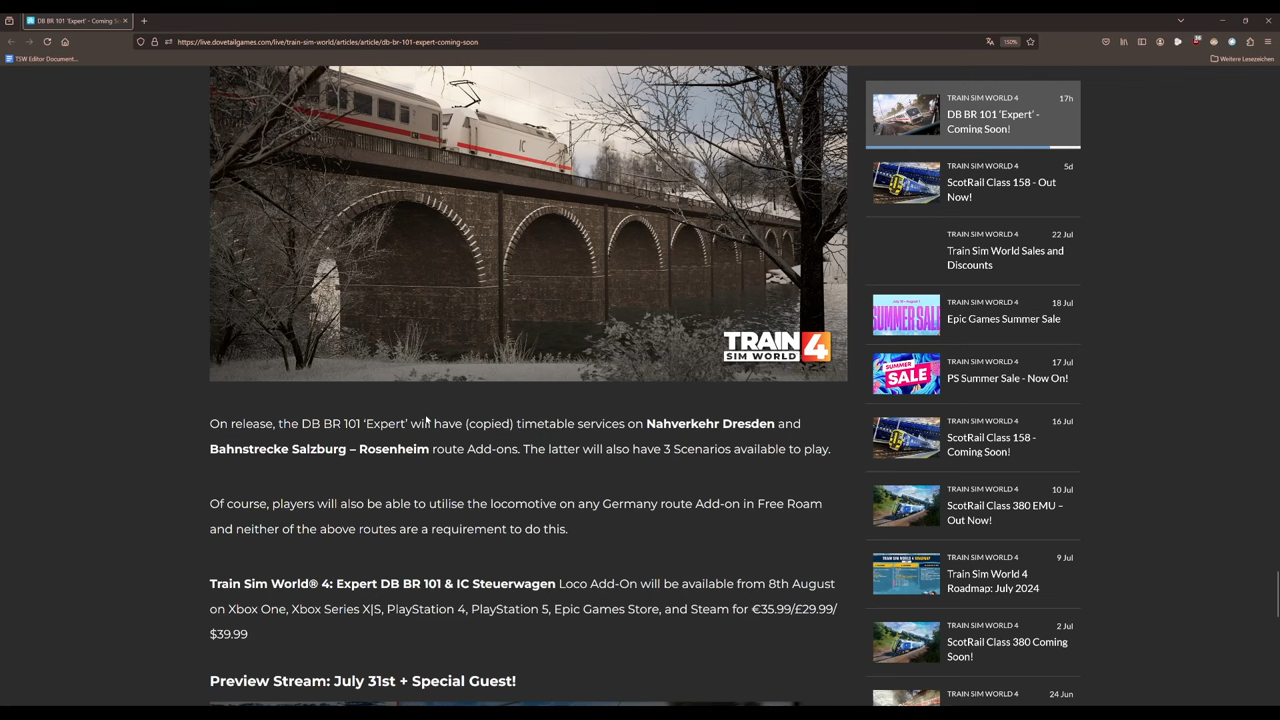 DB BR 101 'Expert' - Coming S
TSW Editor Document...
https://live.dovetailgames.com/live/train-sim-world/articles/article/db-br-101-expert-coming-soon
150%
Weitere Lesezeichen
IC
TRAIN
SIM WORLD 4
On release, the DB BR 101 ‘Expert’ will have (copied) timetable services on Nahverkehr Dresden and
Bahnstrecke Salzburg – Rosenheim route Add-ons. The latter will also have 3 Scenarios available to play.
Of course, players will also be able to utilise the locomotive on any Germany route Add-on in Free Roam
and neither of the above routes are a requirement to do this.
Train Sim World® 4: Expert DB BR 101 & IC Steuerwagen Loco Add-On will be available from 8th August
on Xbox One, Xbox Series X|S, PlayStation 4, PlayStation 5, Epic Games Store, and Steam for €35.99/£29.99/
$39.99
Preview Stream: July 31st + Special Guest!
TRAIN SIM WORLD 4 17h
DB BR 101 ‘Expert’ -
Coming Soon!
TRAIN SIM WORLD 4 5d
ScotRail Class 158 - Out
Now!
TRAIN SIM WORLD 4 22 Jul
Train Sim World Sales and
Discounts
TRAIN SIM WORLD 4 18 Jul
Epic Games Summer Sale
SUMMER SALE
TRAIN SIM WORLD 4 17 Jul
PS Summer Sale - Now On!
SUMMER
SALE
TRAIN SIM WORLD 4 16 Jul
ScotRail Class 158 -
Coming Soon!
TRAIN SIM WORLD 4 10 Jul
ScotRail Class 380 EMU –
Out Now!
TRAIN SIM WORLD 4 9 Jul
Train Sim World 4
Roadmap: July 2024
TRAIN SIM WORLD 4 2 Jul
ScotRail Class 380 Coming
Soon!
TRAIN SIM WORLD 4 24 Jun